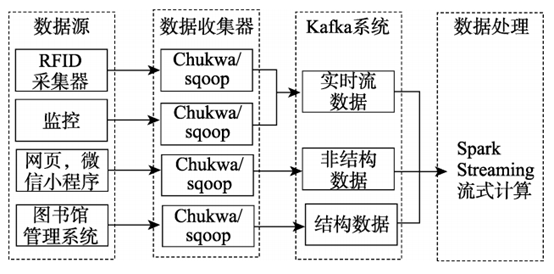 数据源
数据收集器
Kafka系统
数据处理
RFID
采集器
Chukwa/
sqoop
实时流
数据
监控
Chukwa/
sqoop
网页，微
信小程序
Chukwa/
sqoop
非结构
数据
Spark
Streaming
流式计算
图书馆
管理系统
Chukwa/
sqoop
结构数据